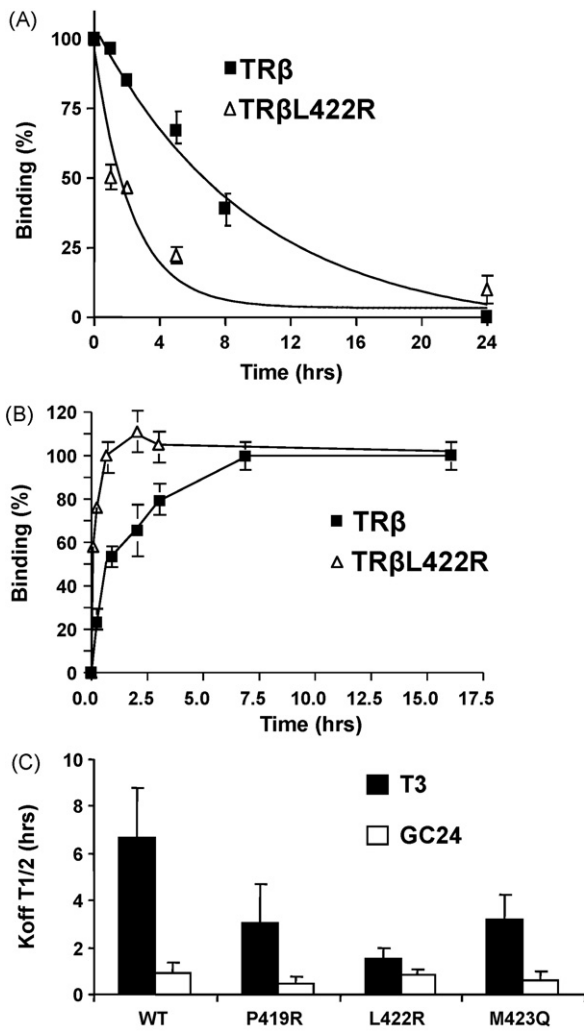 (A)
100
75
50
25
0
Binding (%)
TRβ
TRβL422R
0 4 8 12 16 20 24
Time (hrs)
(B)
120
100
80
60
40
20
0
Binding (%)
TRβ
TRβL422R
0.0 2.5 5.0 7.5 10.0 12.5 15.0 17.5
Time (hrs)
(C)
10
8
6
4
2
0
Koff T1/2 (hrs)
T3
GC24
WT P419R L422R M423Q